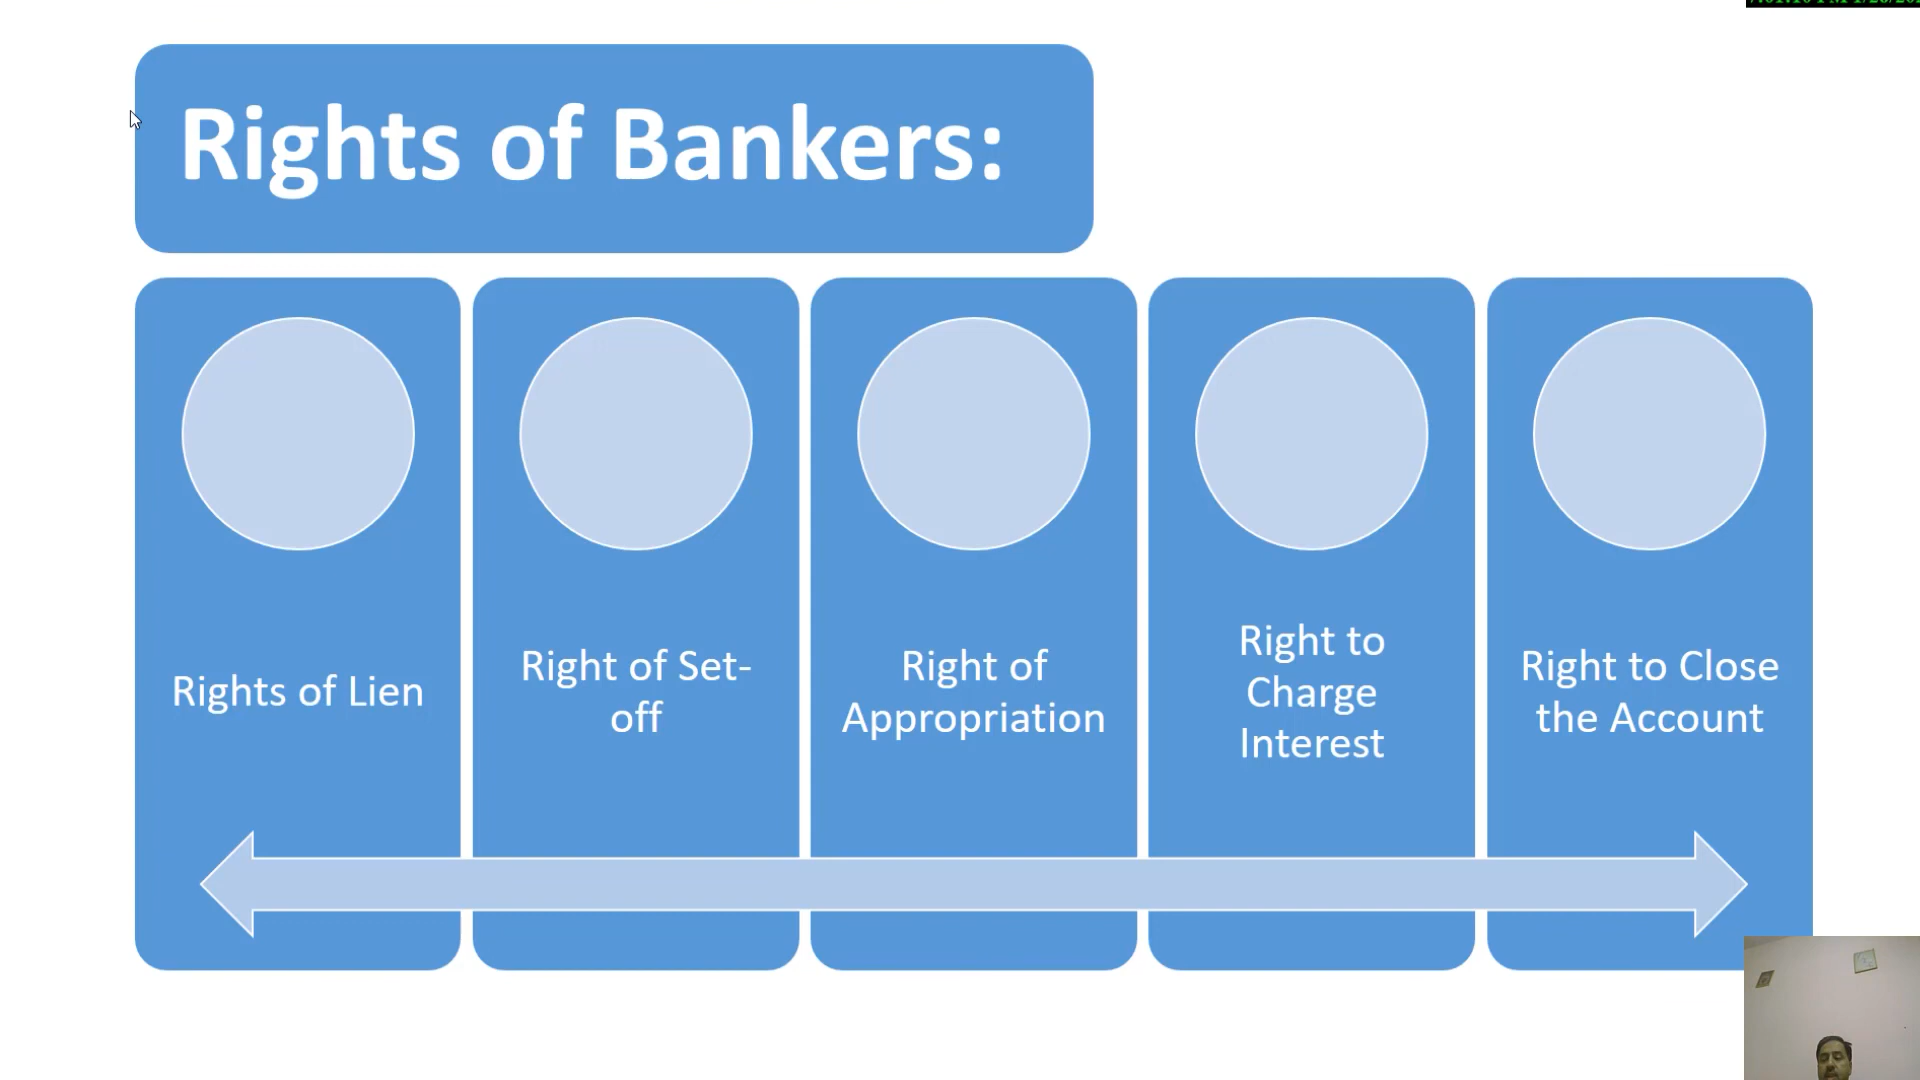 Rights of Bankers:
Rights of Lien
Right of Set-
off
Right of
Appropriation
Right to
Charge
Interest
Right to Close
the Account